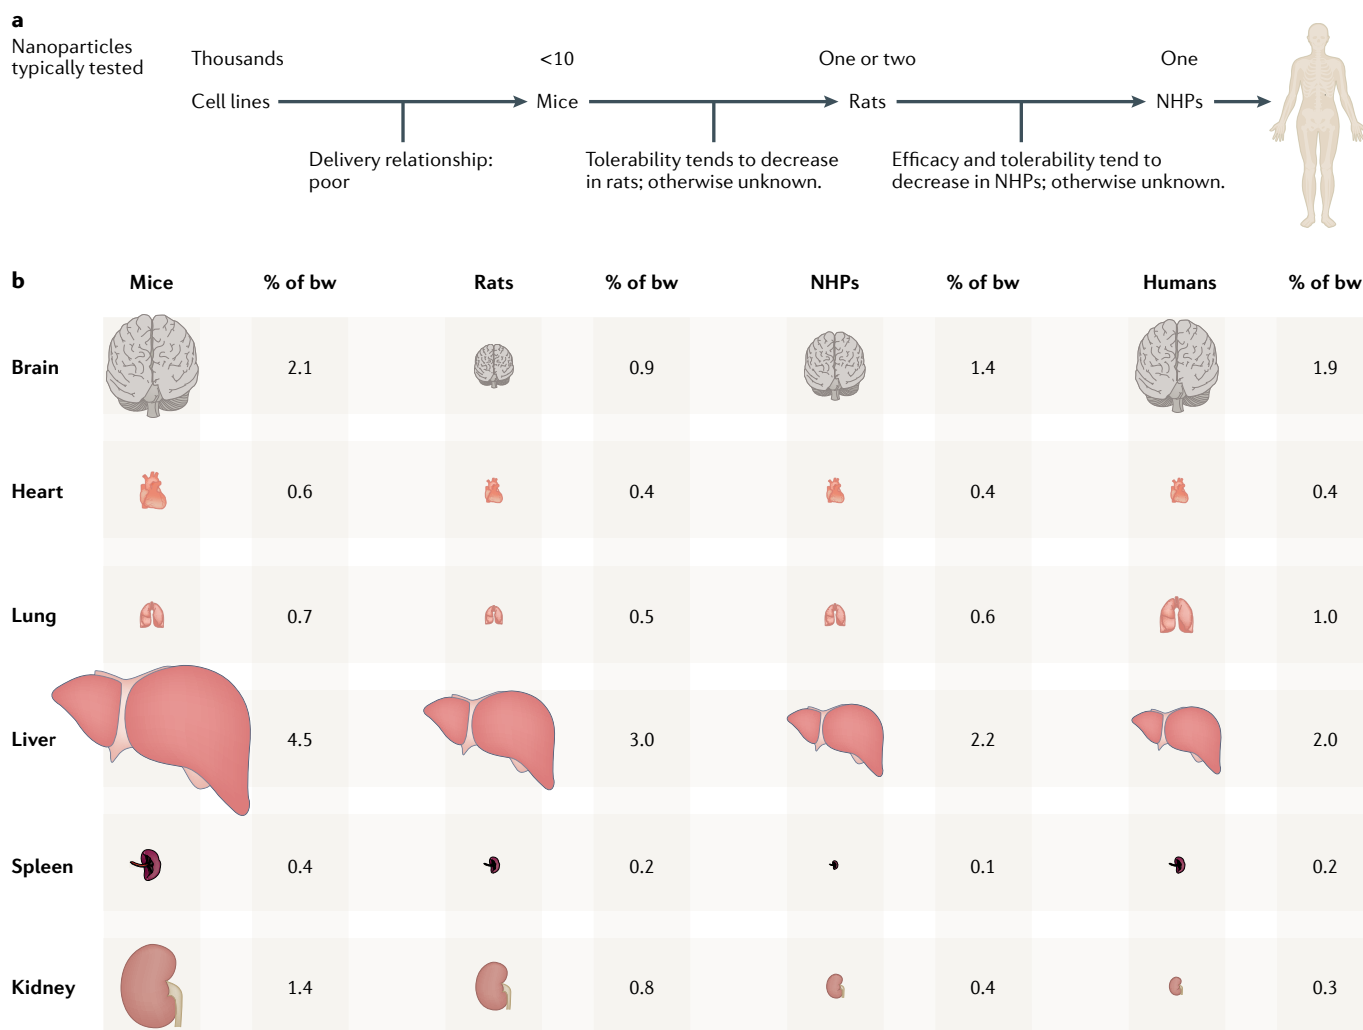 a
Nanoparticles
typically tested
Thousands
<10
One or two
One
Cell lines
Mice
Rats
NHPs
Delivery relationship:
poor
Tolerability tends to decrease
in rats; otherwise unknown.
Efficacy and tolerability tend to
decrease in NHPs; otherwise unknown.
b
Mice % of bw Rats % of bw NHPs % of bw Humans % of bw
Brain 2.1 0.9 1.4 1.9
Heart 0.6 0.4 0.4 0.4
Lung 0.7 0.5 0.6 1.0
Liver 4.5 3.0 2.2 2.0
Spleen 0.4 0.2 0.1 0.2
Kidney 1.4 0.8 0.4 0.3